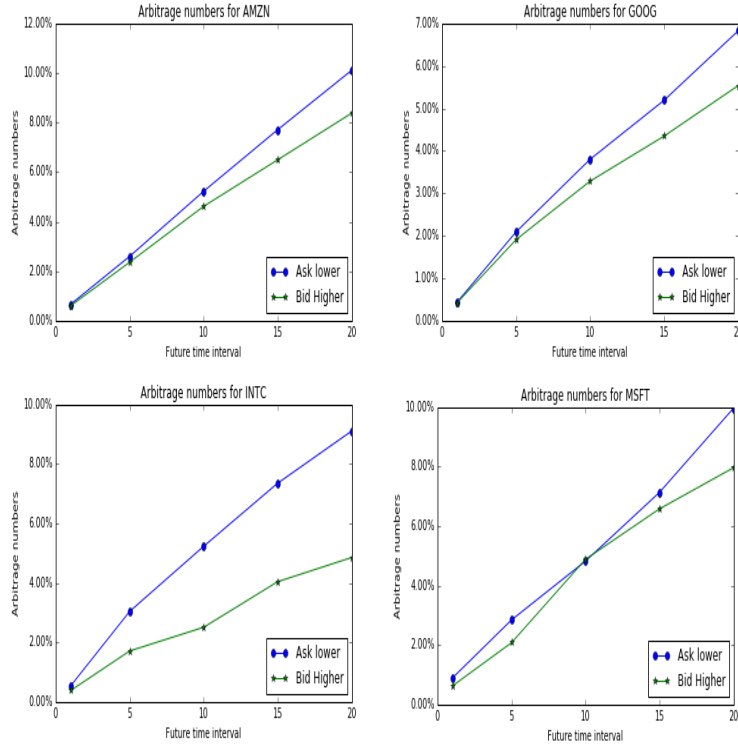 Arbitrage numbers for AMZN
12.00%
10.00%
8.00%
6.00%
4.00%
2.00%
0.00%
Arbitrage numbers
0 5 10 15 20
Future time interval
Ask lower
Bid Higher
Arbitrage numbers for GOOG
7.00%
6.00%
5.00%
4.00%
3.00%
2.00%
1.00%
0.00%
Arbitrage numbers
0 5 10 15 20
Future time interval
Ask lower
Bid Higher
Arbitrage numbers for INTC
10.00%
8.00%
6.00%
4.00%
2.00%
0.00%
Arbitrage numbers
0 5 10 15 20
Future time interval
Ask lower
Bid Higher
Arbitrage numbers for MSFT
10.00%
8.00%
6.00%
4.00%
2.00%
0.00%
Arbitrage numbers
0 5 10 15 20
Future time interval
Ask lower
Bid Higher